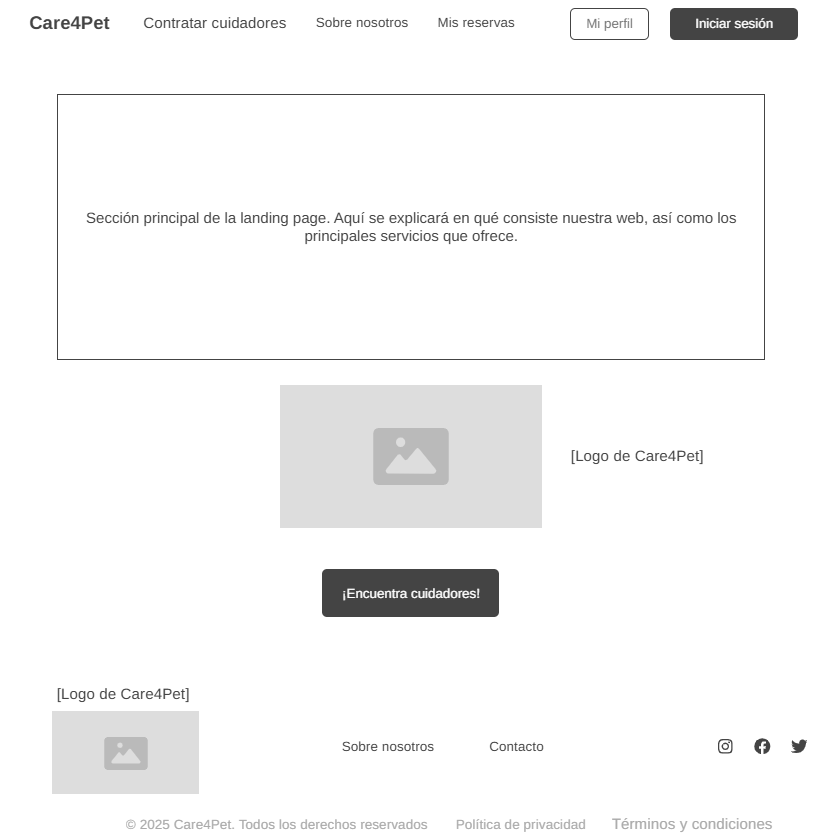 Care4Pet Contratar cuidadores Sobre nosotros Mis reservas Mi perfil Iniciar sesión
Sección principal de la landing page. Aquí se explicará en qué consiste nuestra web, así como los
principales servicios que ofrece.
[Logo de Care4Pet]
¡Encuentra cuidadores!
[Logo de Care4Pet]
Sobre nosotros Contacto
© 2025 Care4Pet. Todos los derechos reservados Política de privacidad Términos y condiciones